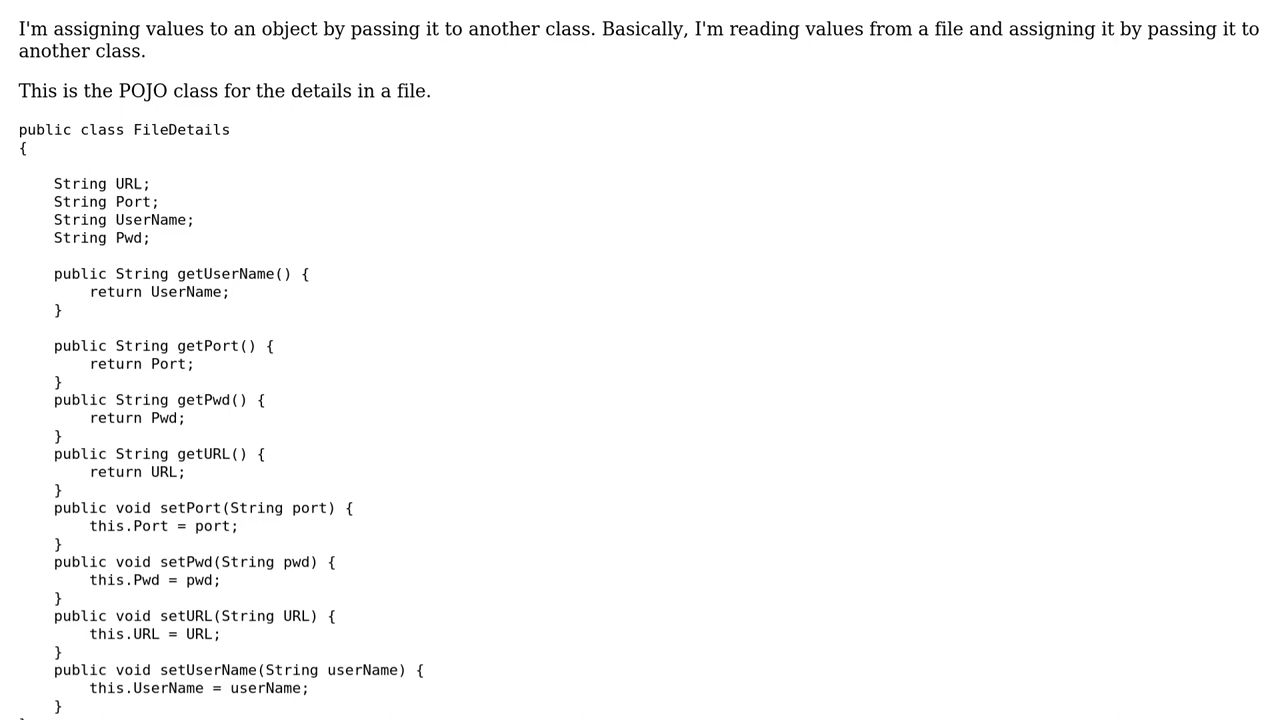 I'm assigning values to an object by passing it to another class. Basically, I'm reading values from a file and assigning it by passing it to
another class.
This is the POJO class for the details in a file.
public class FileDetails
{
    String URL;
    String Port;
    String UserName;
    String Pwd;
    public String getUserName() {
        return UserName;
    }
    public String getPort() {
        return Port;
    }
    public String getPwd() {
        return Pwd;
    }
    public String getURL() {
        return URL;
    }
    public void setPort(String port) {
        this.Port = port;
    }
    public void setPwd(String pwd) {
        this.Pwd = pwd;
    }
    public void setURL(String URL) {
        this.URL = URL;
    }
    public void setUserName(String userName) {
        this.UserName = userName;
    }